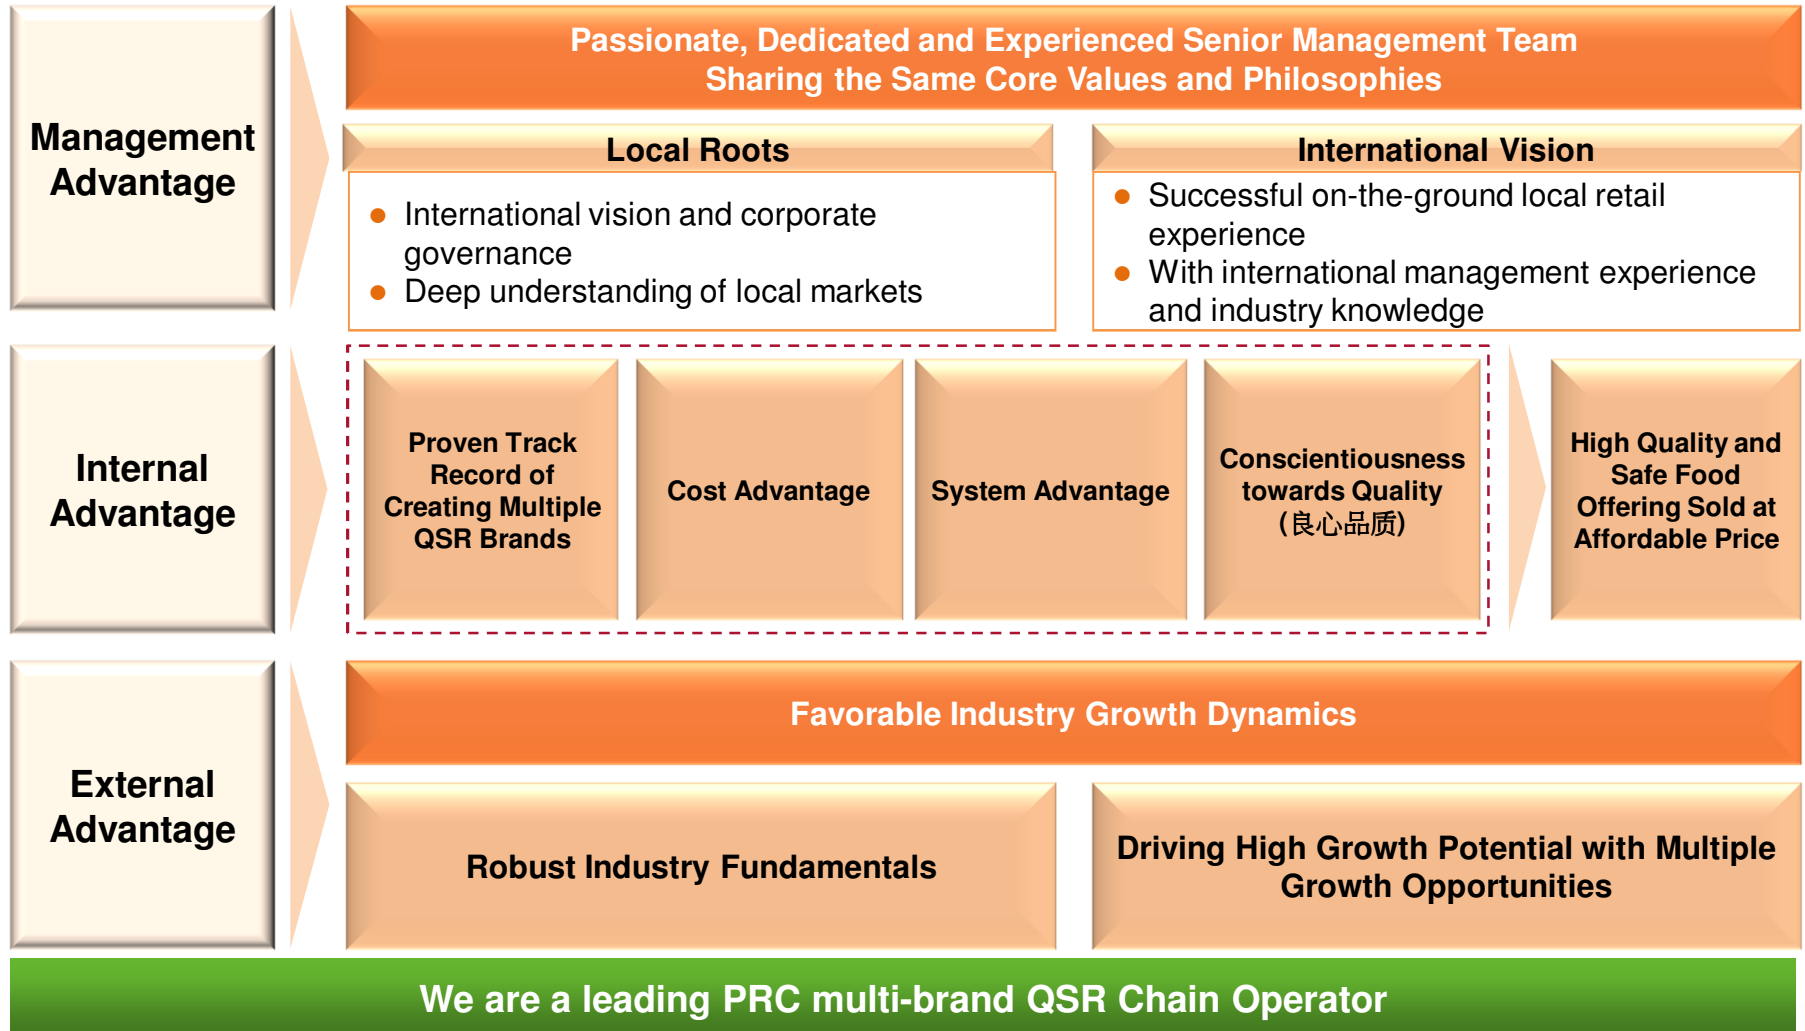 Management
Advantage
Passionate, Dedicated and Experienced Senior Management Team
Sharing the Same Core Values and Philosophies
Local Roots
● International vision and corporate
governance
● Deep understanding of local markets
International Vision
● Successful on-the-ground local retail
experience
● With international management experience
and industry knowledge
Internal
Advantage
Proven Track
Record of
Creating Multiple
QSR Brands
Cost Advantage
System Advantage
Conscientiousness
towards Quality
(良心品质)
High Quality and
Safe Food
Offering Sold at
Affordable Price
External
Advantage
Favorable Industry Growth Dynamics
Robust Industry Fundamentals
Driving High Growth Potential with Multiple
Growth Opportunities
We are a leading PRC multi-brand QSR Chain Operator